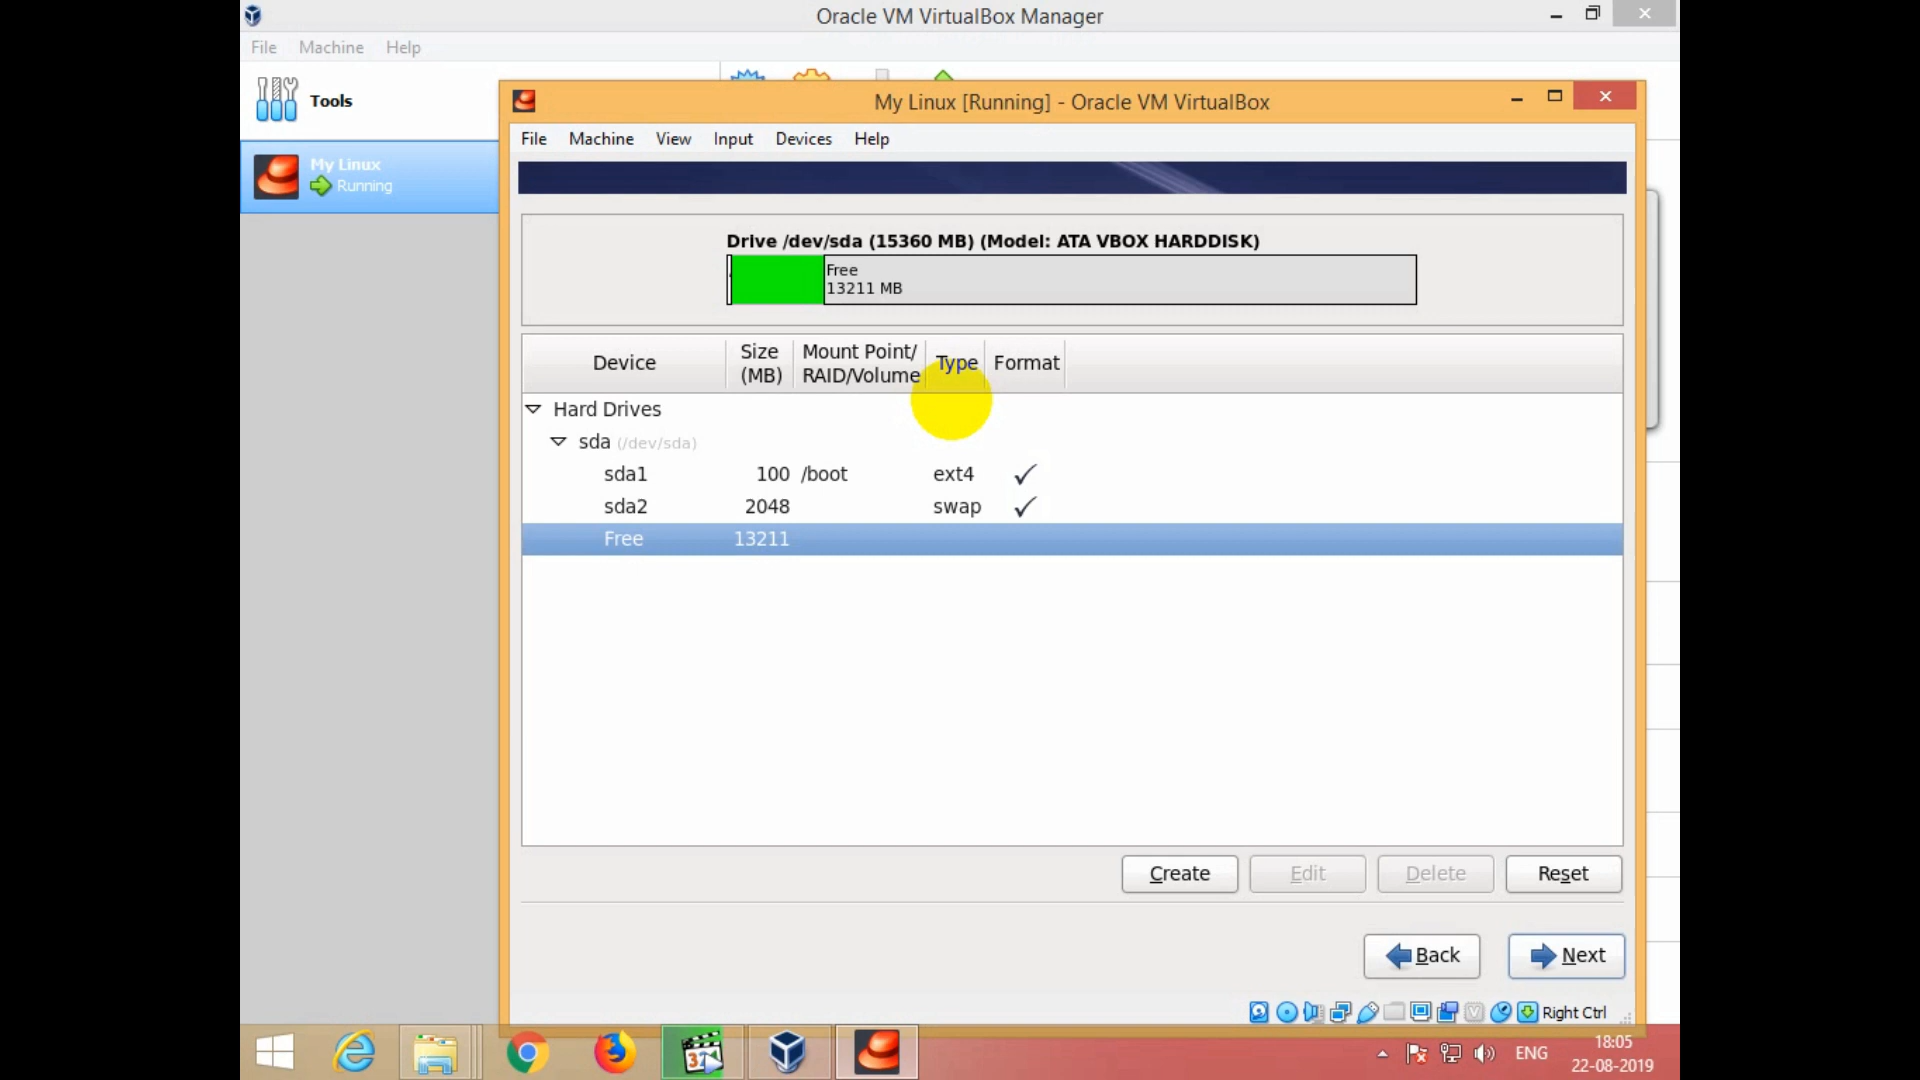 Oracle VM VirtualBox Manager
File Machine Help
Tools
My Linux
Running
My Linux [Running] - Oracle VM VirtualBox
File Machine View Input Devices Help
Drive /dev/sda (15360 MB) (Model: ATA VBOX HARDDISK)
Free
13211 MB
Device
Size
(MB)
Mount Point/
RAID/Volume
Type
Format
Hard Drives
sda (/dev/sda)
sda1 100 /boot ext4
sda2 2048 swap
Free 13211
Create Edit Delete Reset
Back Next
Right Ctrl
ENG
18:05
22-08-2019